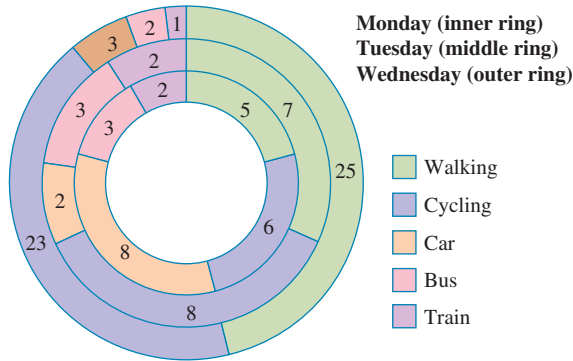 Monday (inner ring)
Tuesday (middle ring)
Wednesday (outer ring)
3
2
1
2
2
3
3
5
7
25
2
6
23
8
8
Walking
Cycling
Car
Bus
Train